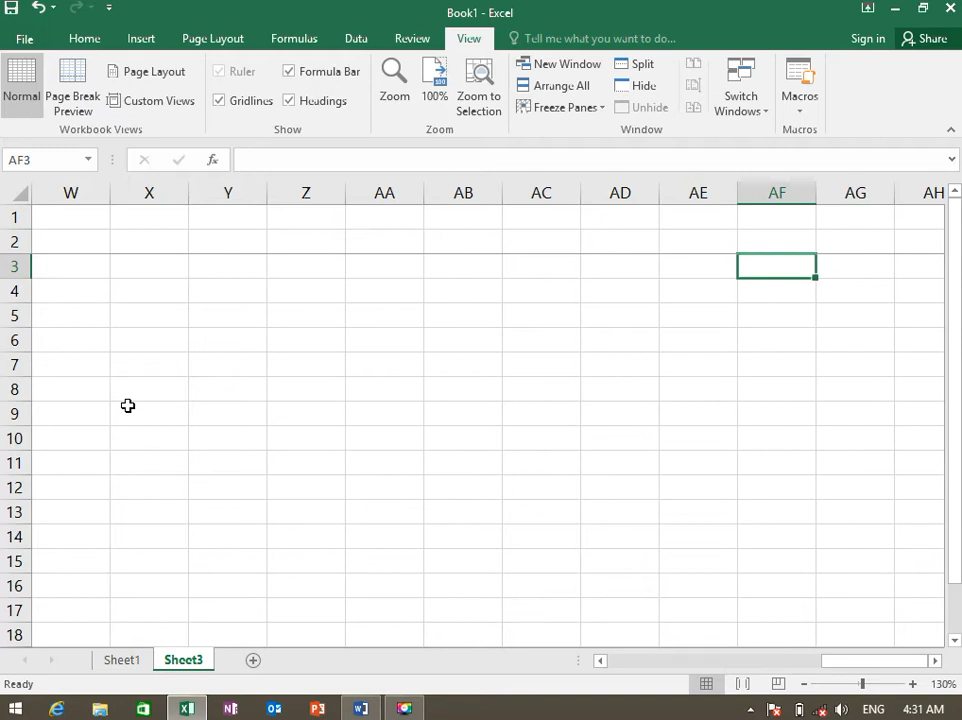 Book1 - Excel
File Home Insert Page Layout Formulas Data Review View Tell me what you want to do... Sign in Share
Normal
Page Break Preview
Page Layout
Custom Views
Workbook Views
Ruler
Formula Bar
Gridlines
Headings
Show
Zoom
100%
Zoom to Selection
Zoom
New Window
Arrange All
Freeze Panes
Split
Hide
Unhide
Switch Windows
Window
Macros
Macros
AF3
fx
W X Y Z AA AB AC AD AE AF AG AH
1
2
3
4
5
6
7
8
9
10
11
12
13
14
15
16
17
18
Sheet1 Sheet3
Ready 130%
ENG 4:31 AM